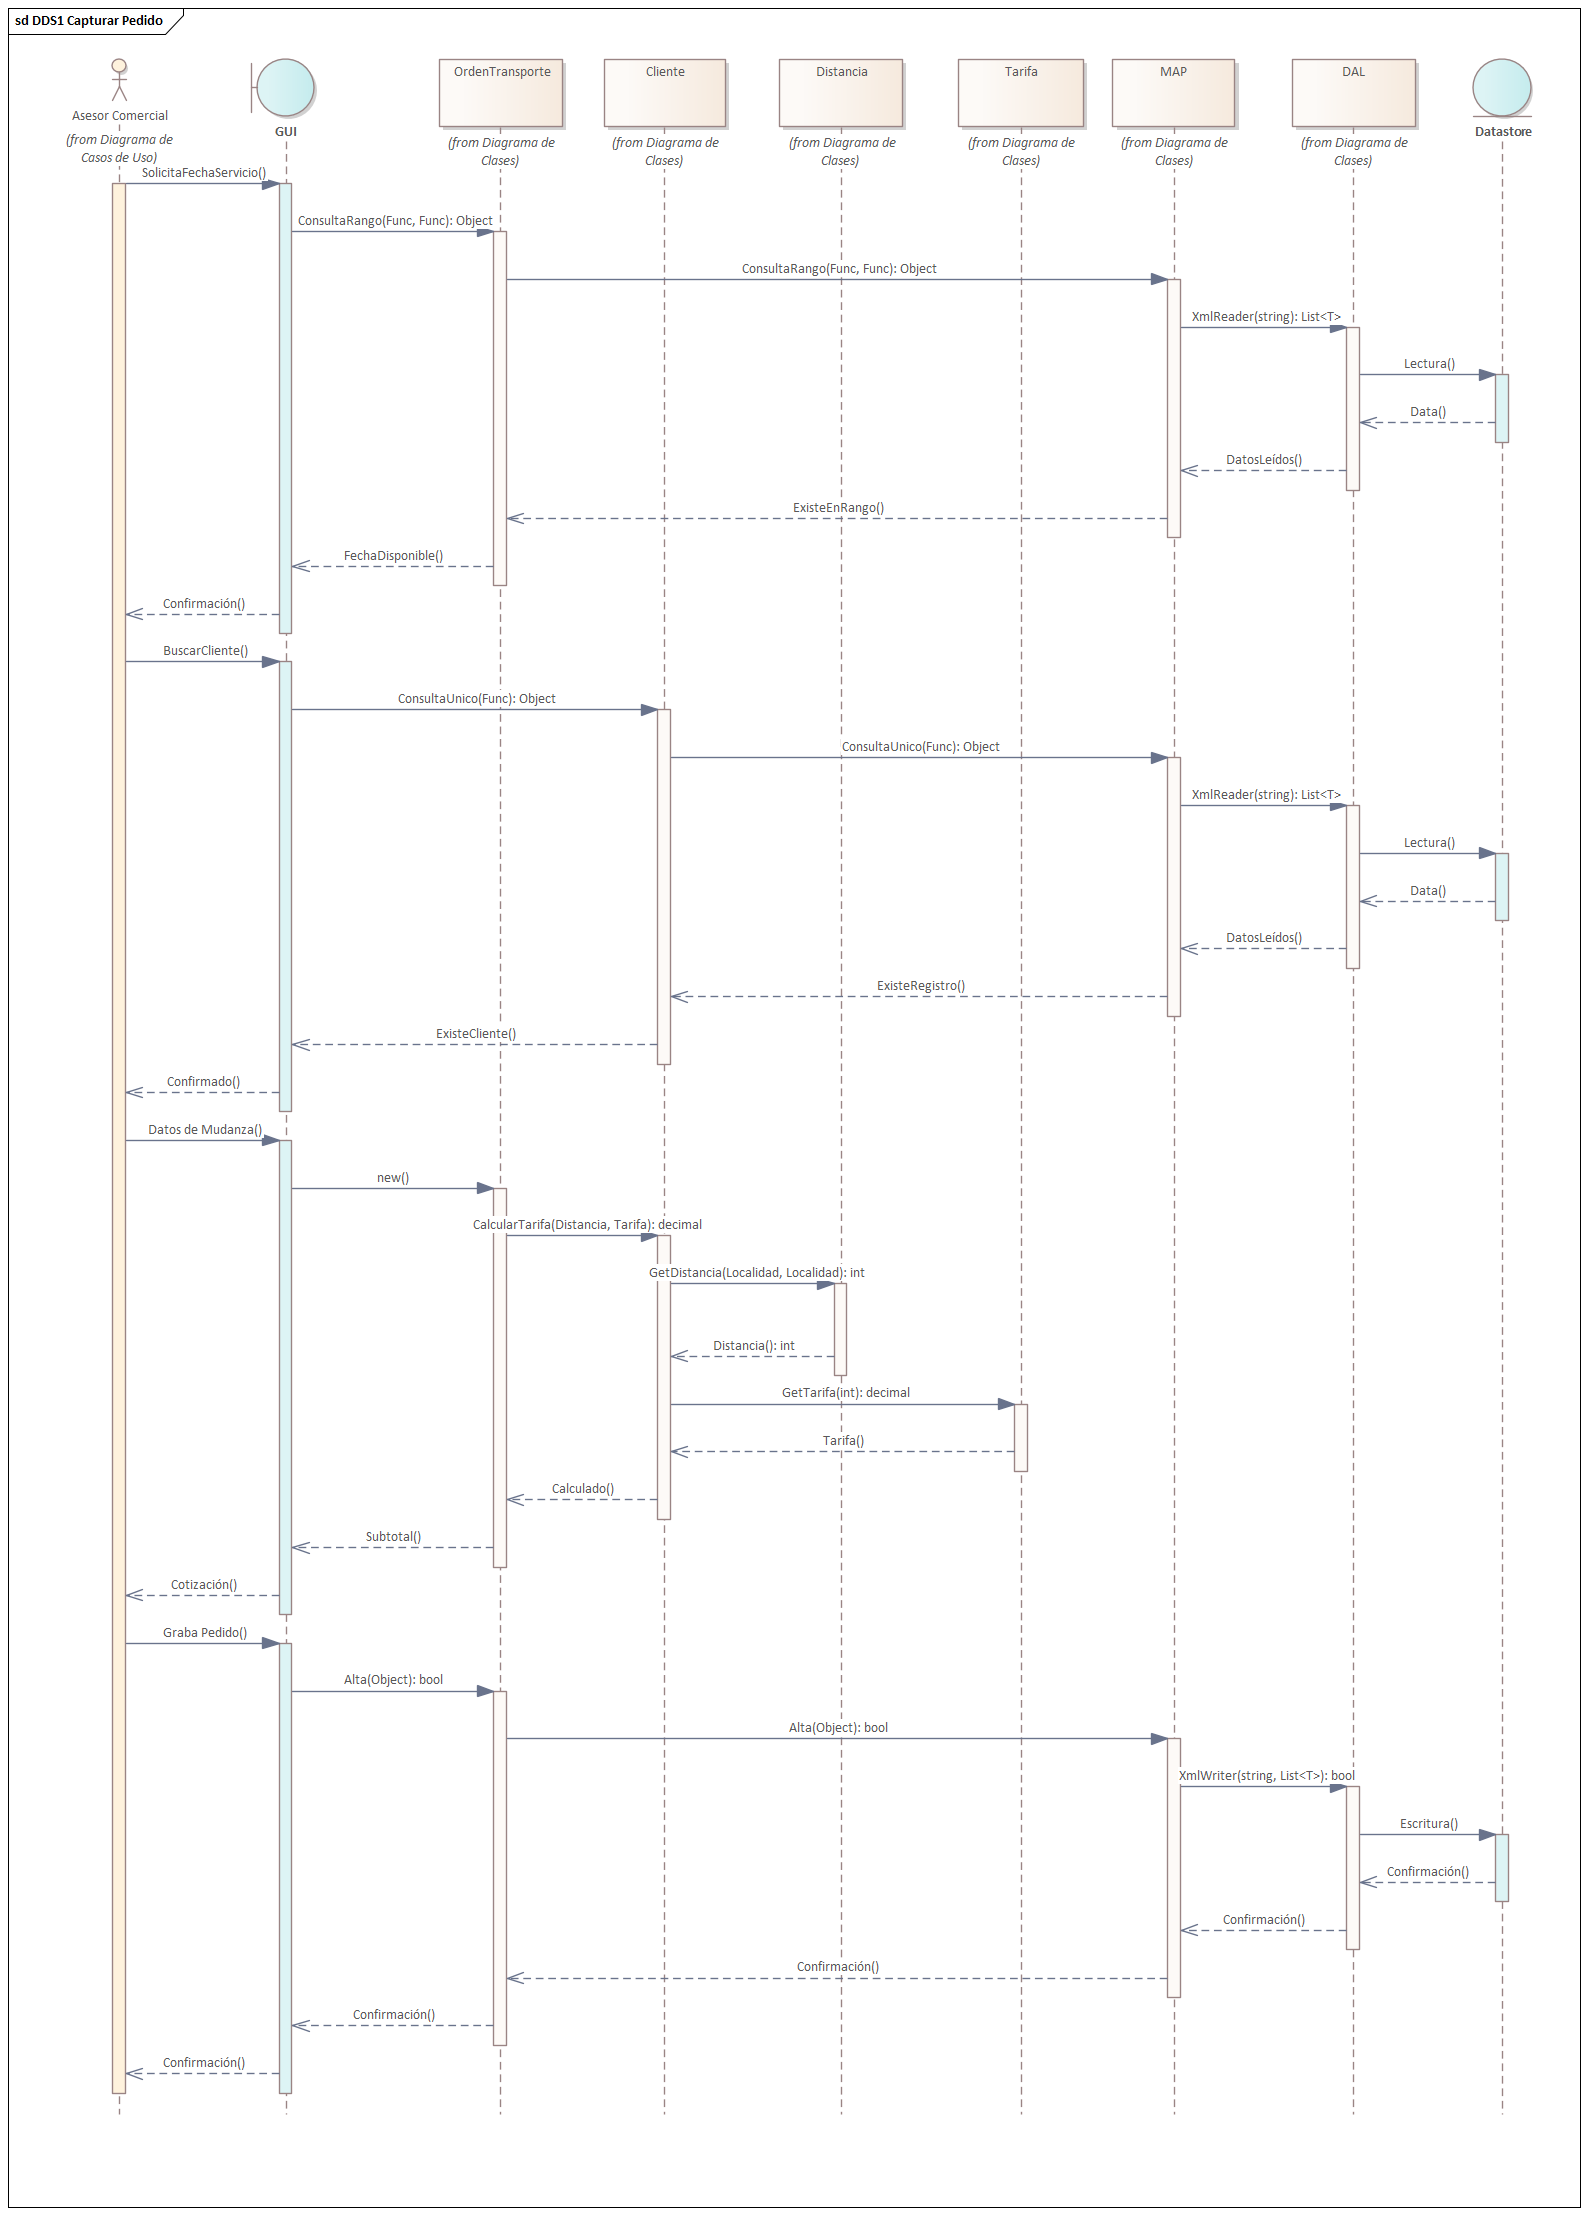 sd DDS1 Capturar Pedido
Asesor Comercial
(from Diagrama de
Casos de Uso)
GUI
OrdenTransporte
(from Diagrama de
Clases)
Cliente
(from Diagrama de
Clases)
Distancia
(from Diagrama de
Clases)
Tarifa
(from Diagrama de
Clases)
MAP
(from Diagrama de
Clases)
DAL
(from Diagrama de
Clases)
Datastore
SolicitaFechaServicio()
ConsultaRango(Func, Func): Object
ConsultaRango(Func, Func): Object
XmlReader(string): List<T>
Lectura()
Data()
DatosLeídos()
ExisteEnRango()
FechaDisponible()
Confirmación()
BuscarCliente()
ConsultaUnico(Func): Object
ConsultaUnico(Func): Object
XmlReader(string): List<T>
Lectura()
Data()
DatosLeídos()
ExisteRegistro()
ExisteCliente()
Confirmado()
Datos de Mudanza()
new()
CalcularTarifa(Distancia, Tarifa): decimal
GetDistancia(Localidad, Localidad): int
Distancia(): int
GetTarifa(int): decimal
Tarifa()
Calculado()
Subtotal()
Cotización()
Graba Pedido()
Alta(Object): bool
Alta(Object): bool
XmlWriter(string, List<T>): bool
Escritura()
Confirmación()
Confirmación()
Confirmación()
Confirmación()
Confirmación()